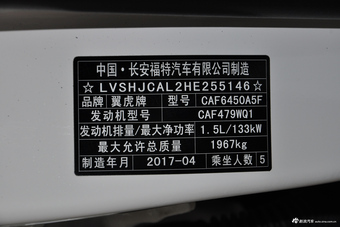 中国·长安福特汽车有限公司制造
☆LVSHJCAL2HE255146☆
品牌 翼虎牌 型号 CAF6450A5F
发动机型号 CAF479WQ1
发动机排量/最大净功率 1.5L/133kW
最大允许总质量 1967kg
制造年月 2017-04 乘坐人数 5